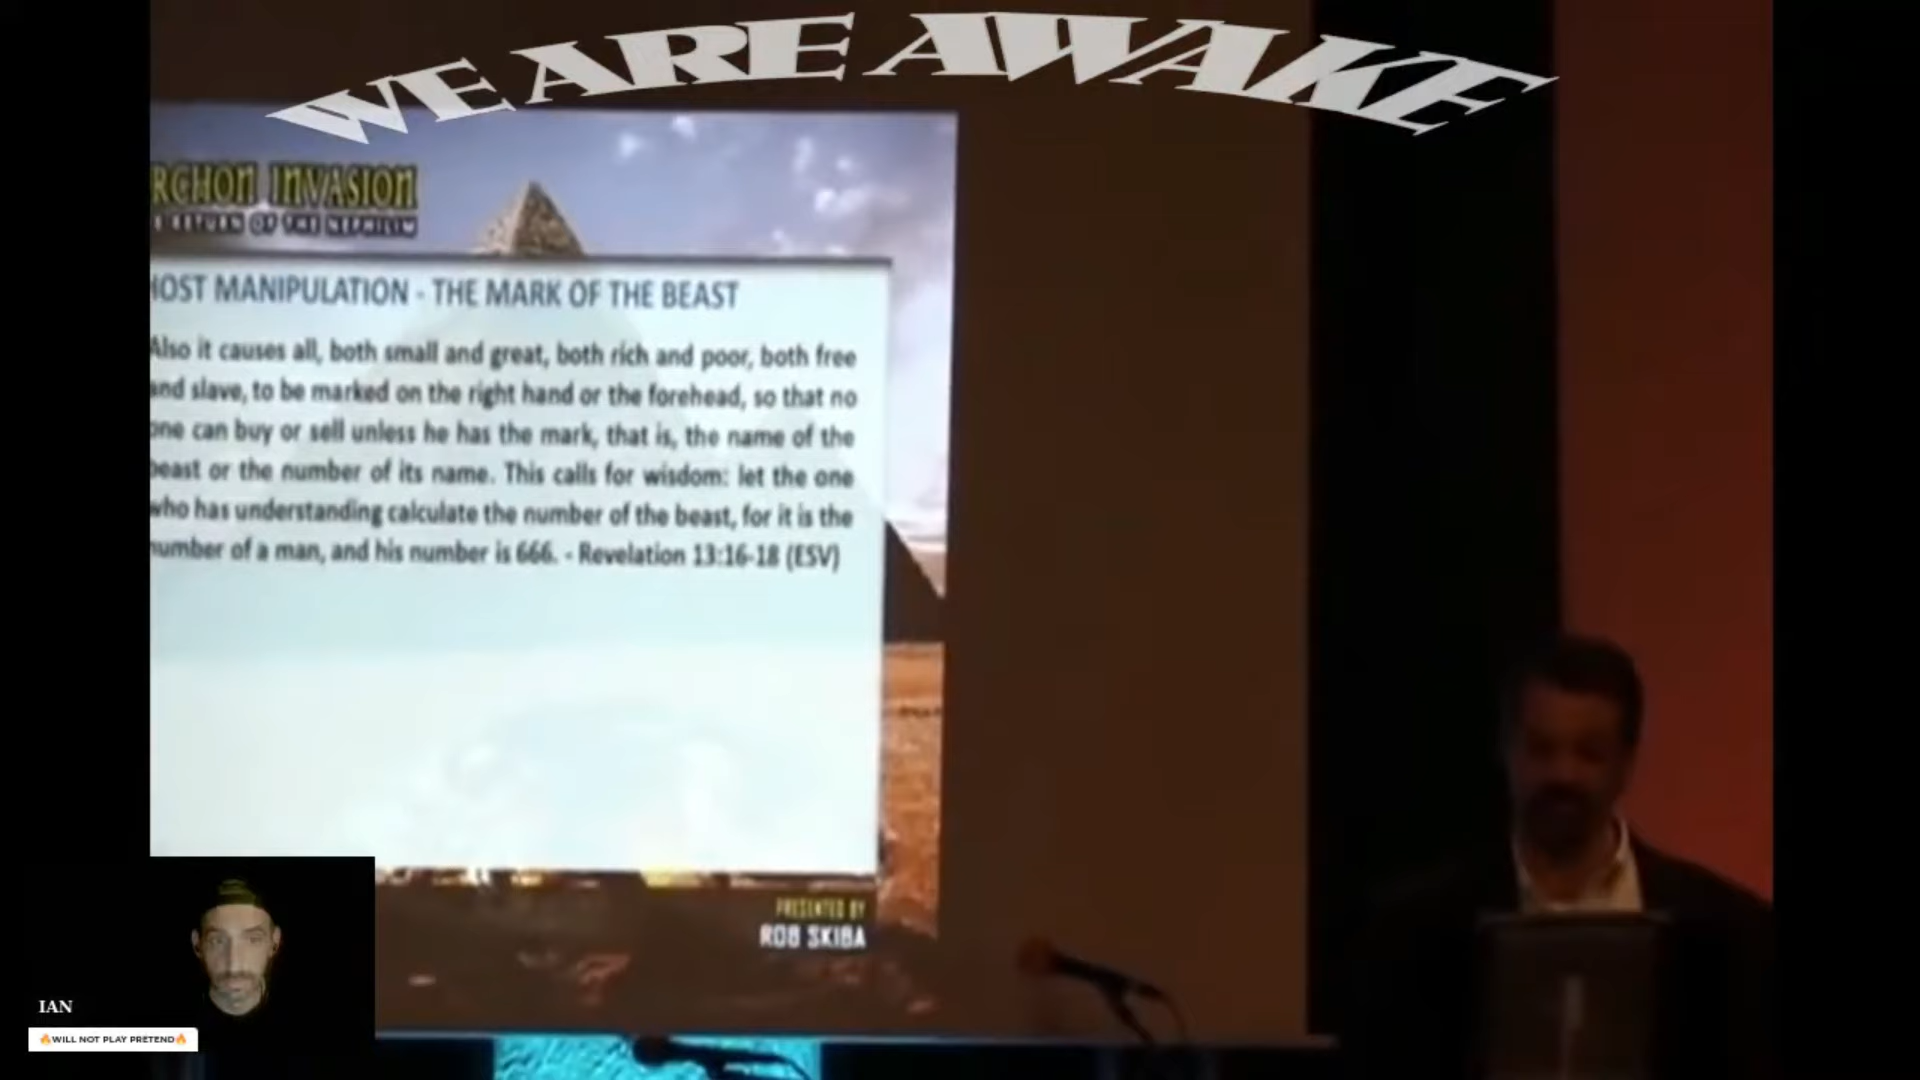 WE ARE AWAKE
RCHON INVASION
E RETURN OF THE NEPHILIM
HOST MANIPULATION - THE MARK OF THE BEAST
Also it causes all, both small and great, both rich and poor, both free
and slave, to be marked on the right hand or the forehead, so that no
one can buy or sell unless he has the mark, that is, the name of the
beast or the number of its name. This calls for wisdom: let the one
who has understanding calculate the number of the beast, for it is the
number of a man, and his number is 666. - Revelation 13:16-18 (ESV)
PRESENTED BY
ROB SKIBA
IAN
🔥WILL NOT PLAY PRETEND🔥